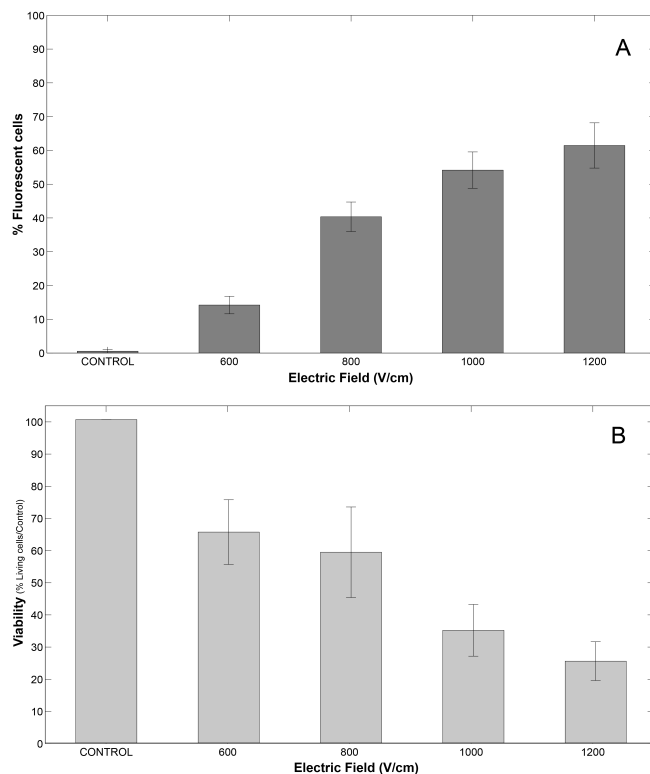 A
% Fluorescent cells
100
90
80
70
60
50
40
30
20
10
0
CONTROL 600 800 1000 1200
Electric Field (V/cm)
B
Viability (% Living cells/Control)
100
90
80
70
60
50
40
30
20
10
0
CONTROL 600 800 1000 1200
Electric Field (V/cm)